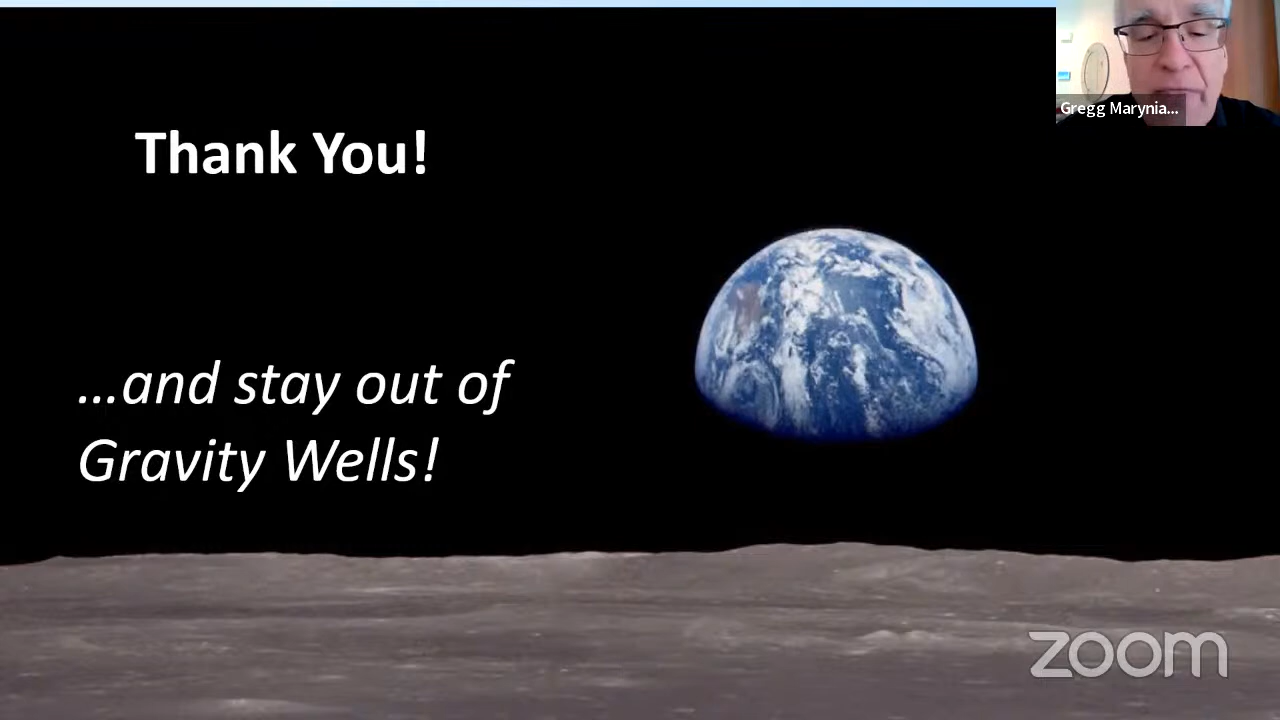 Gregg Marynia...
Thank You!
...and stay out of
Gravity Wells!
zoom